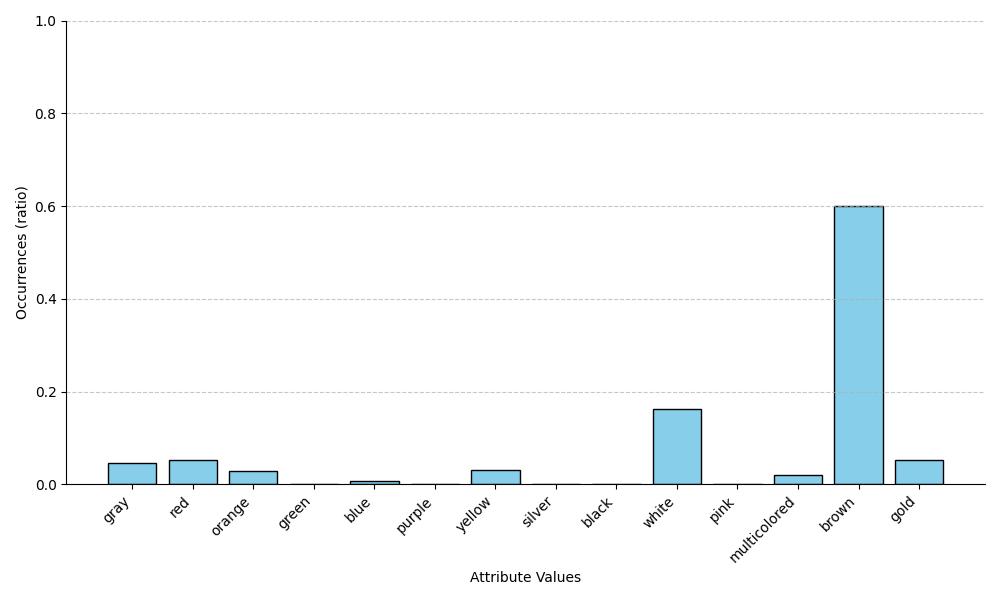 1.0
0.8
0.6
0.4
0.2
0.0
Occurrences (ratio)
gray
red
orange
green
blue
purple
yellow
silver
black
white
pink
multicolored
brown
gold
Attribute Values